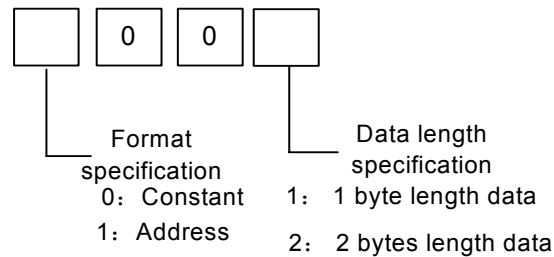 0 0
Format
specification
0：Constant
1：Address
Data length
specification
1： 1 byte length data
2： 2 bytes length data